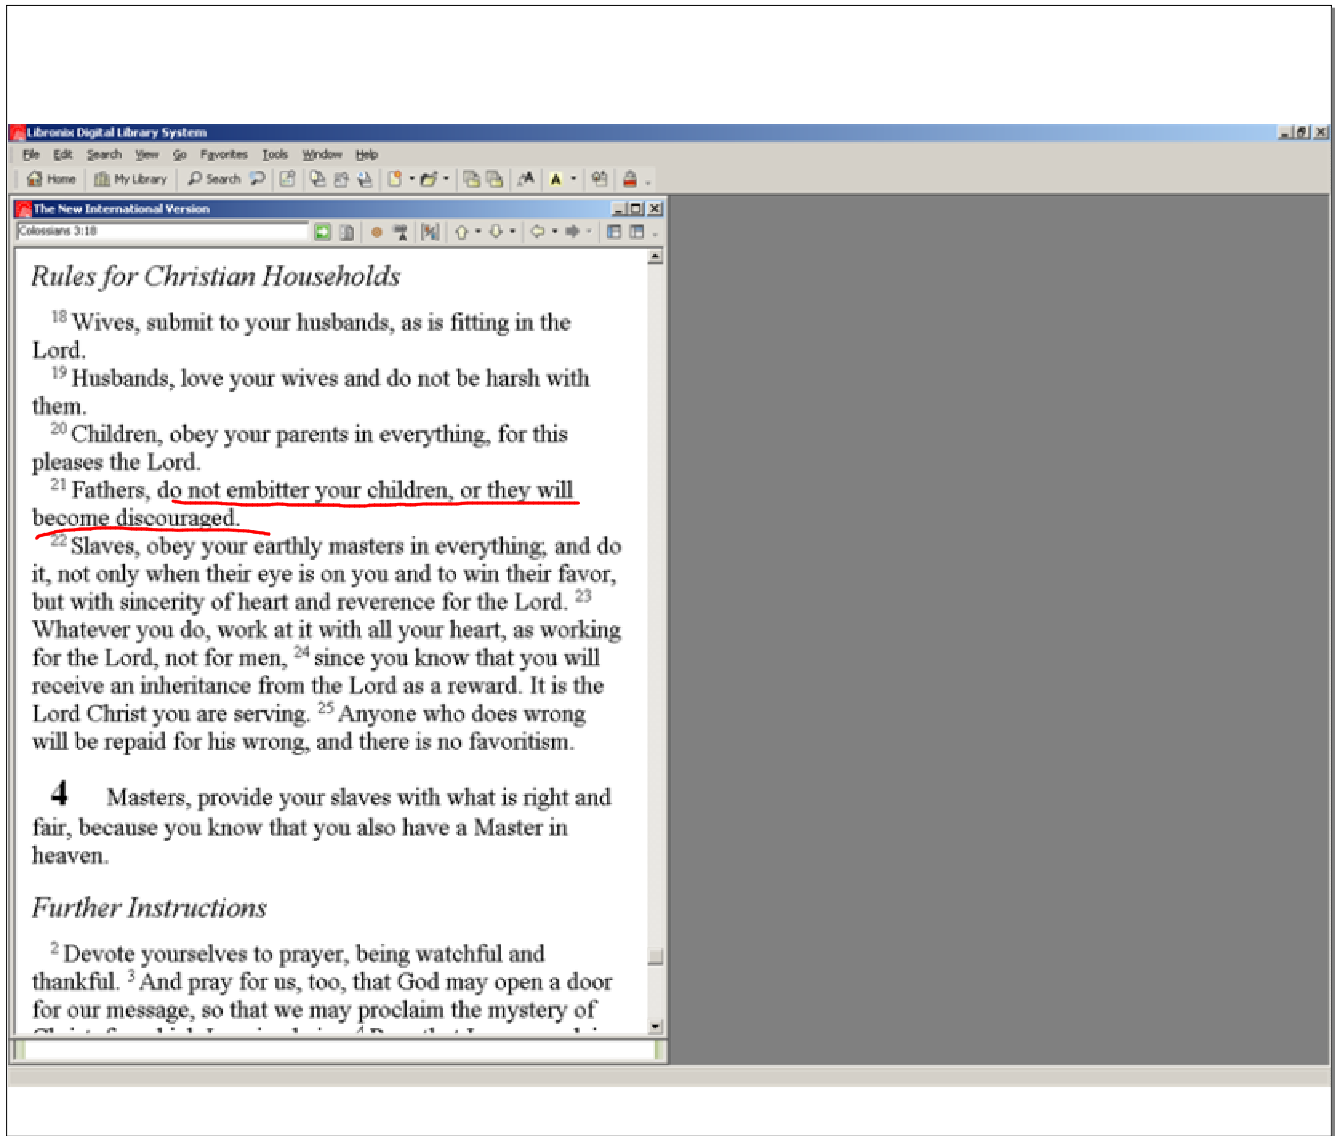 Libronix Digital Library System
File Edit Search View Go Favorites Tools Window Help
Home My Library Search
The New International Version
Colossians 3:18
Rules for Christian Households
18 Wives, submit to your husbands, as is fitting in the
Lord.
19 Husbands, love your wives and do not be harsh with
them.
20 Children, obey your parents in everything, for this
pleases the Lord.
21 Fathers, do not embitter your children, or they will
become discouraged.
22 Slaves, obey your earthly masters in everything; and do
it, not only when their eye is on you and to win their favor,
but with sincerity of heart and reverence for the Lord. 23
Whatever you do, work at it with all your heart, as working
for the Lord, not for men, 24 since you know that you will
receive an inheritance from the Lord as a reward. It is the
Lord Christ you are serving. 25 Anyone who does wrong
will be repaid for his wrong, and there is no favoritism.
4 Masters, provide your slaves with what is right and
fair, because you know that you also have a Master in
heaven.
Further Instructions
2 Devote yourselves to prayer, being watchful and
thankful. 3 And pray for us, too, that God may open a door
for our message, so that we may proclaim the mystery of